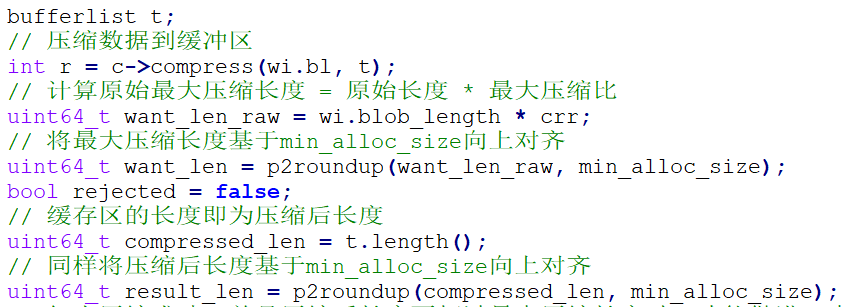 bufferlist t;
// 压缩数据到缓冲区
int r = c->compress(wi.bl, t);
// 计算原始最大压缩长度 = 原始长度 * 最大压缩比
uint64_t want_len_raw = wi.blob_length * crr;
// 将最大压缩长度基于min_alloc_size向上对齐
uint64_t want_len = p2roundup(want_len_raw, min_alloc_size);
bool rejected = false;
// 缓存区的长度即为压缩后长度
uint64_t compressed_len = t.length();
// 同样将压缩后长度基于min_alloc_size向上对齐
uint64_t result_len = p2roundup(compressed_len, min_alloc_size);